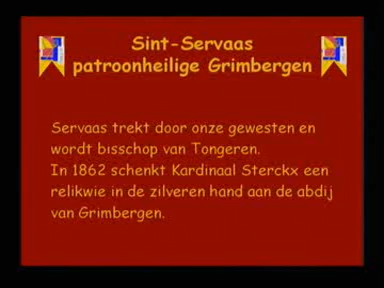 Sint-Servaas
patroonheilige Grimbergen
Servaas trekt door onze gewesten en
wordt bisschop van Tongeren.
In 1862 schenkt Kardinaal Sterckx een
relikwie in de zilveren hand aan de abdij
van Grimbergen.